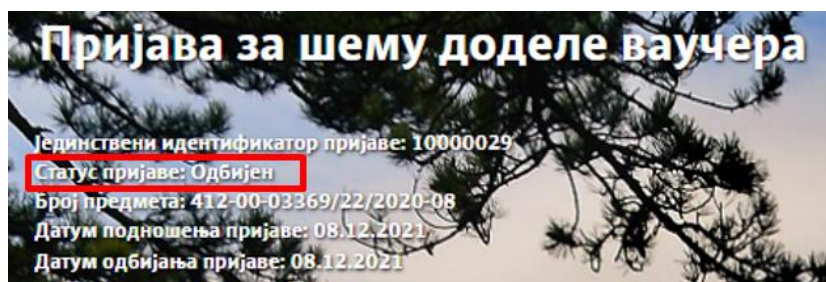 Пријава за шему доделе ваучера
Јединствени идентификатор пријаве: 10000029
Статус пријаве: Одбијен
Број предмета: 412-00-03369/22/2020-08
Датум подношења пријаве: 08.12.2021
Датум одбијања пријаве: 08.12.2021